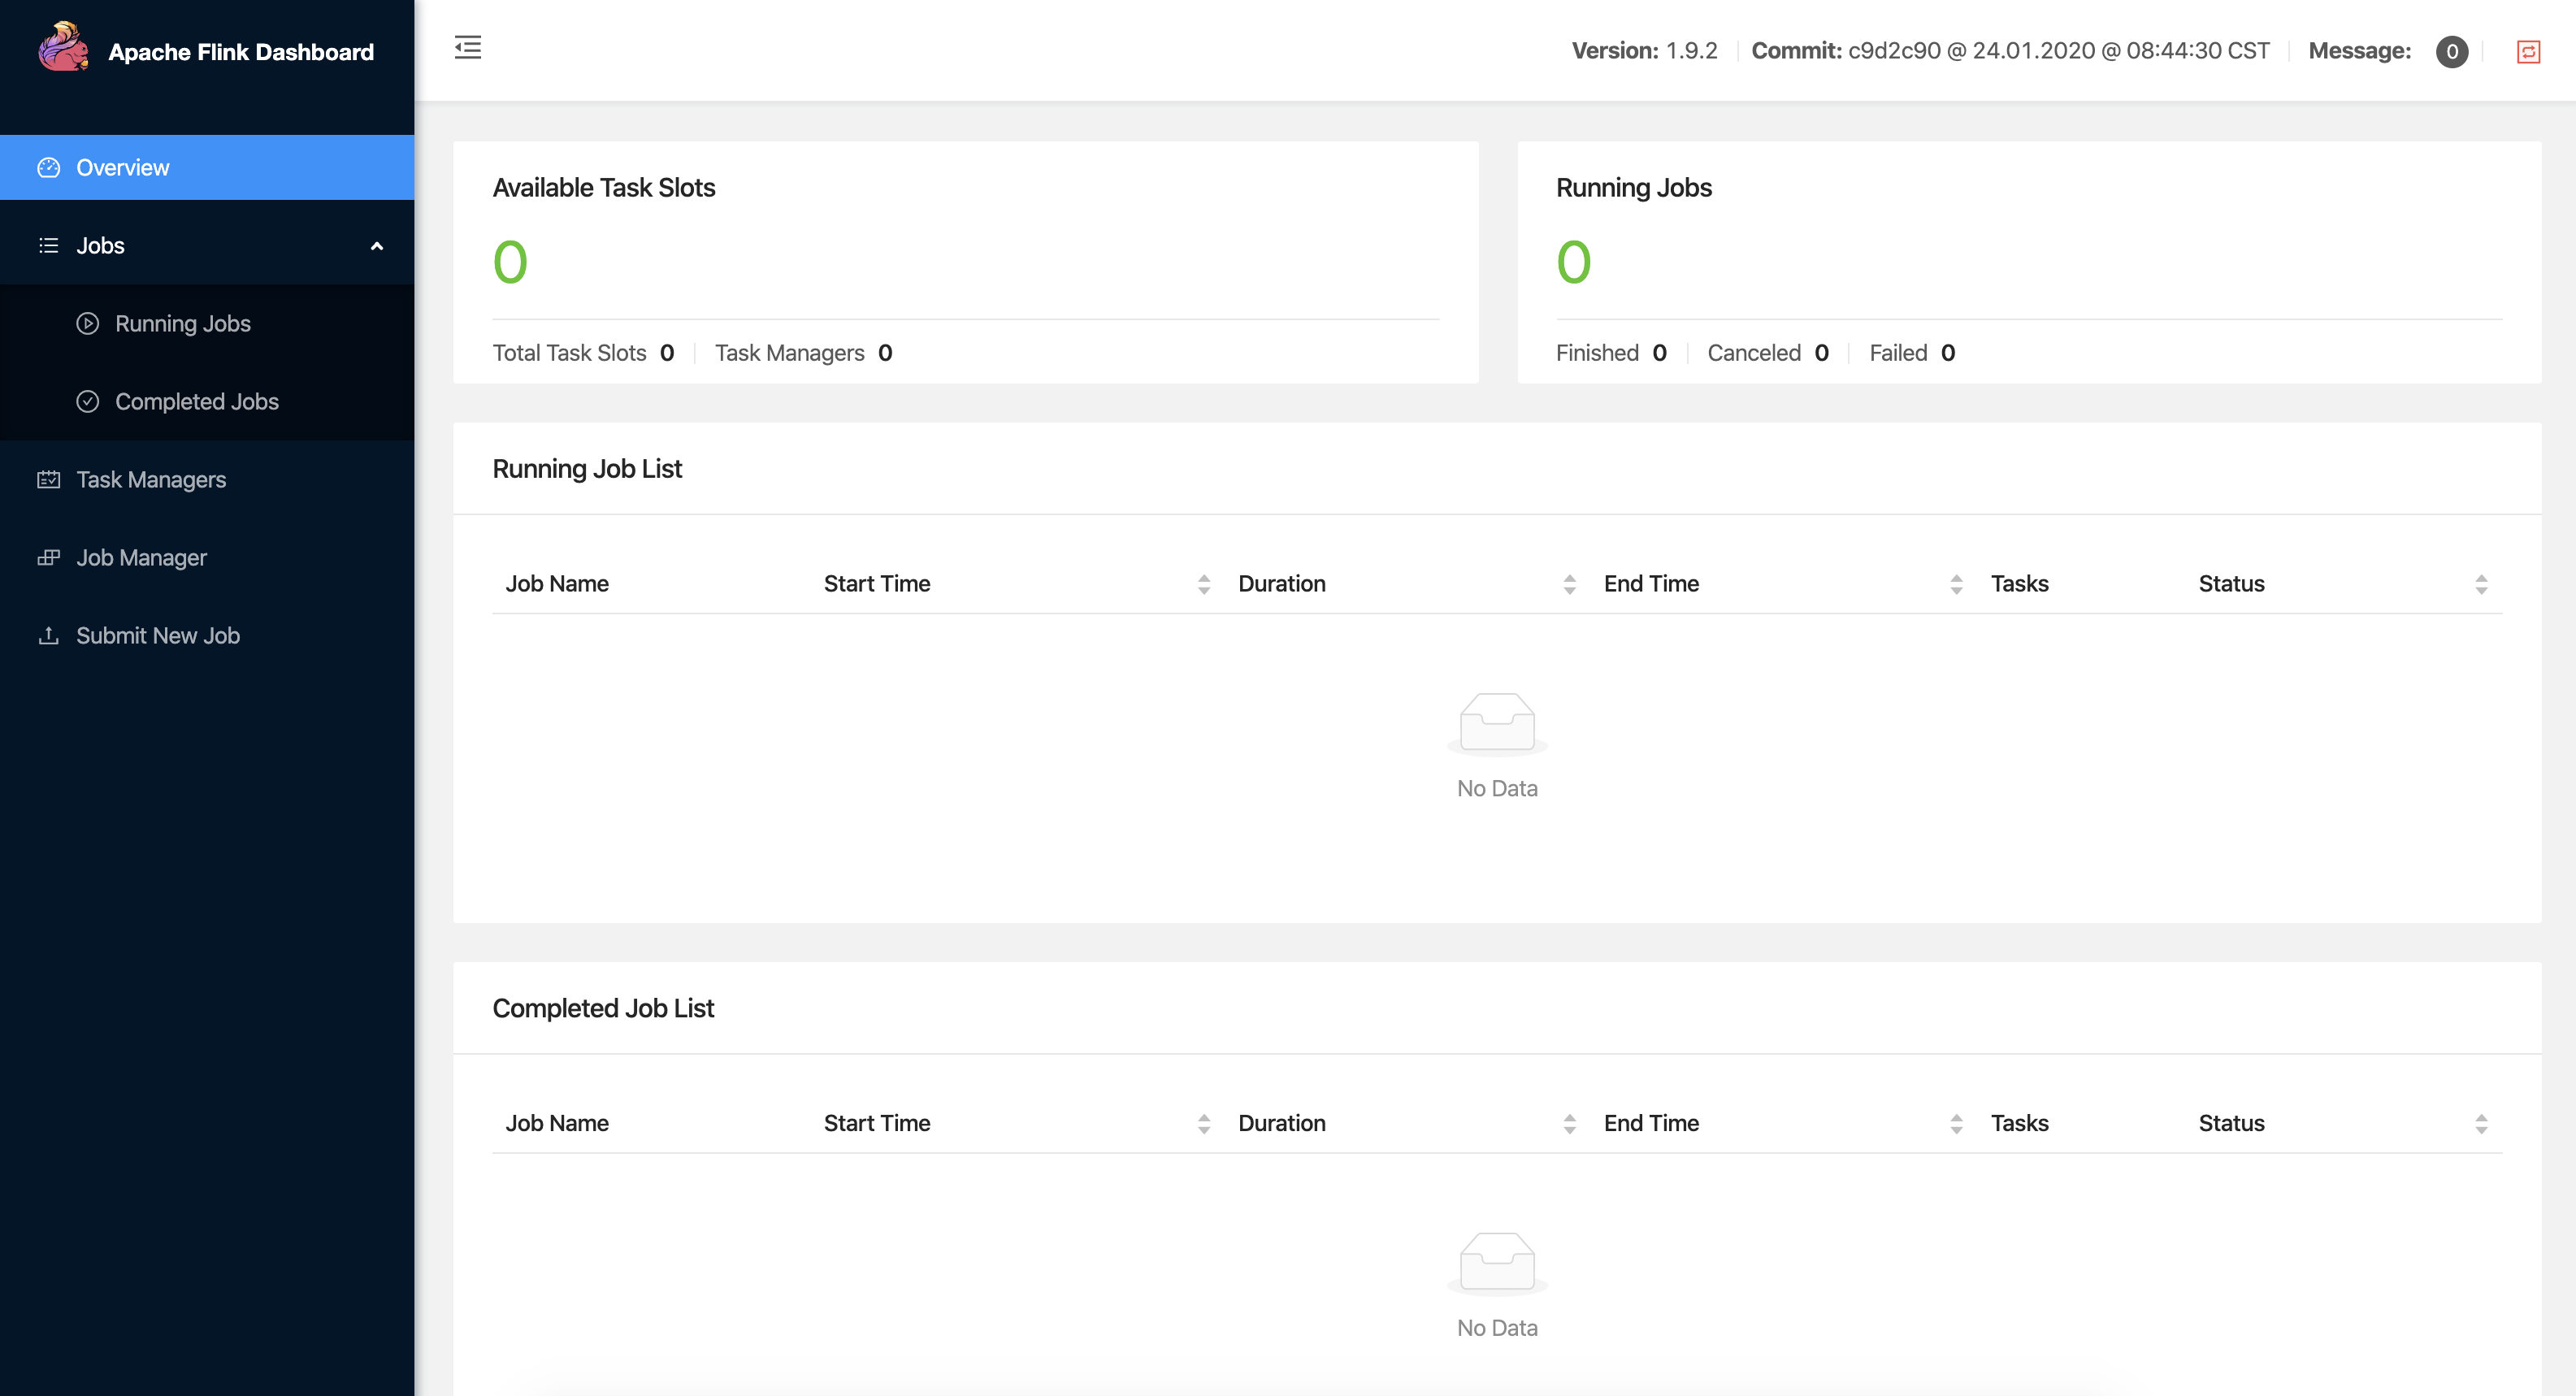 Apache Flink Dashboard
Version: 1.9.2 Commit: c9d2c90 @ 24.01.2020 @ 08:44:30 CST Message: 0
Overview
Jobs
Running Jobs
Completed Jobs
Task Managers
Job Manager
Submit New Job
Available Task Slots
0
Total Task Slots 0 Task Managers 0
Running Jobs
0
Finished 0 Canceled 0 Failed 0
Running Job List
Job Name Start Time Duration End Time Tasks Status
No Data
Completed Job List
Job Name Start Time Duration End Time Tasks Status
No Data